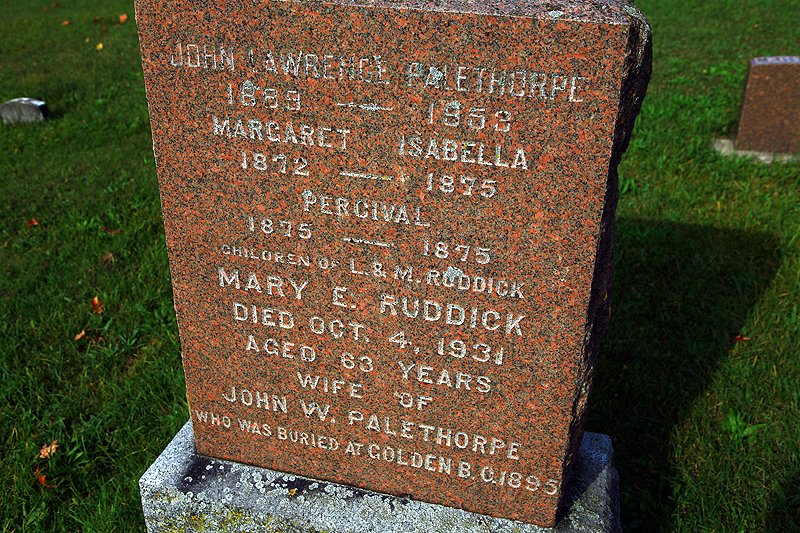 JOHN LAWRENCE PALETHORPE
1889 — 1953
MARGARET ISABELLA
1872 — 1875
PERCIVAL
1875 — 1875
CHILDREN OF L. & M. RUDDICK
MARY E. RUDDICK
DIED OCT. 4, 1931
AGED 63 YEARS
WIFE OF
JOHN W. PALETHORPE
WHO WAS BURIED AT GOLDEN B.C. 1895